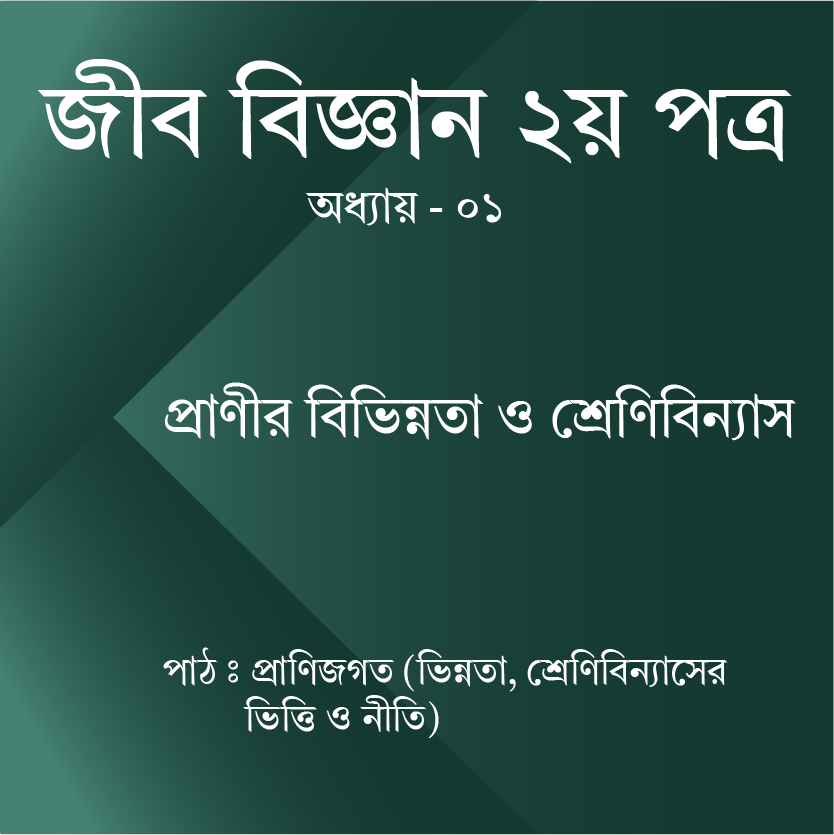 জীব বিজ্ঞান ২য় পত্র
অধ্যায় - ০১
প্রাণীর বিভিন্নতা ও শ্রেণিবিন্যাস
পাঠ ঃ প্রাণিজগত (ভিন্নতা, শ্রেণিবিন্যাসের
ভিত্তি ও নীতি)